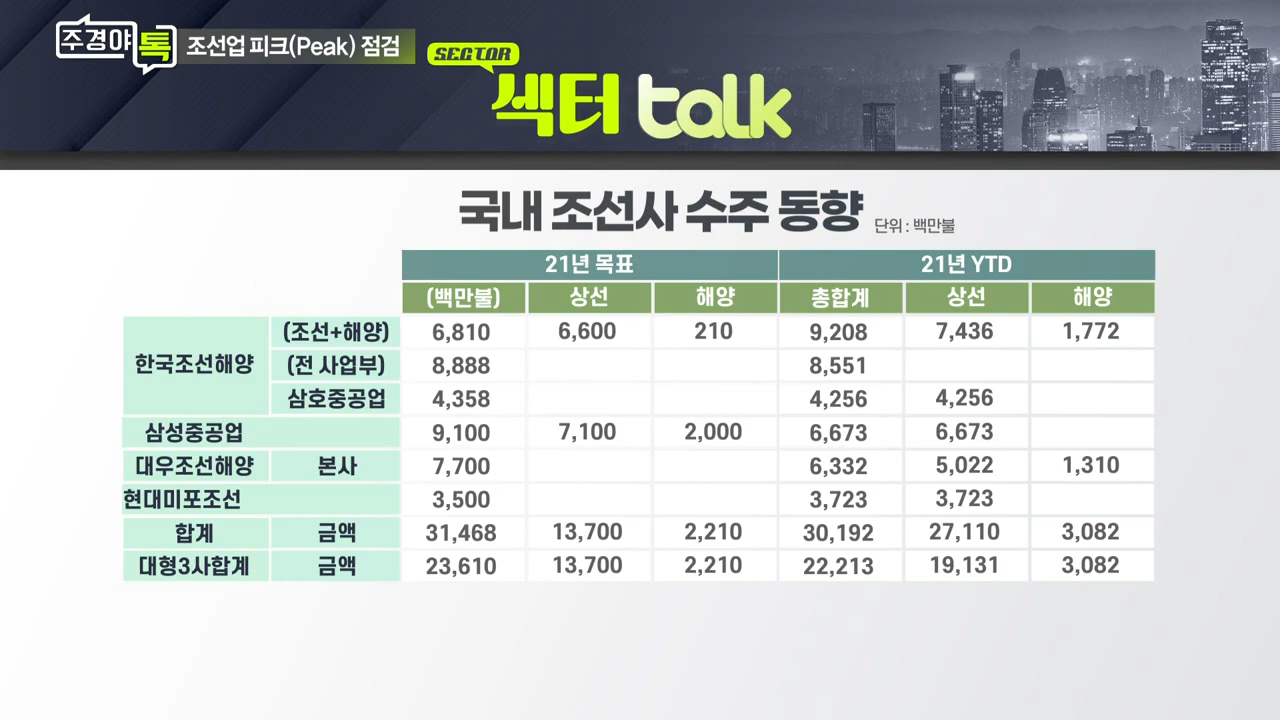 주경야톡
조선업 피크(Peak) 점검
SECTOR
섹터 talk
국내 조선사 수주 동향 단위 : 백만불
21년 목표 21년 YTD
(백만불) 상선 해양 총합계 상선 해양
한국조선해양 (조선+해양) 6,810 6,600 210 9,208 7,436 1,772
(전 사업부) 8,888 8,551
삼호중공업 4,358 4,256 4,256
삼성중공업 9,100 7,100 2,000 6,673 6,673
대우조선해양 본사 7,700 6,332 5,022 1,310
현대미포조선 3,500 3,723 3,723
합계 금액 31,468 13,700 2,210 30,192 27,110 3,082
대형3사합계 금액 23,610 13,700 2,210 22,213 19,131 3,082